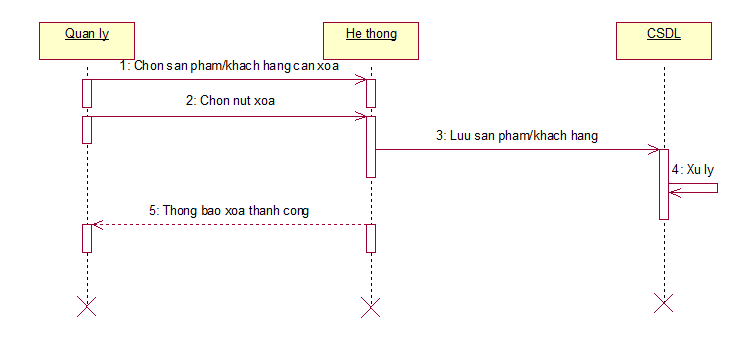 Quan ly
He thong
CSDL
1: Chon san pham/khach hang can xoa
2: Chon nut xoa
3: Luu san pham/khach hang
4: Xu ly
5: Thong bao xoa thanh cong